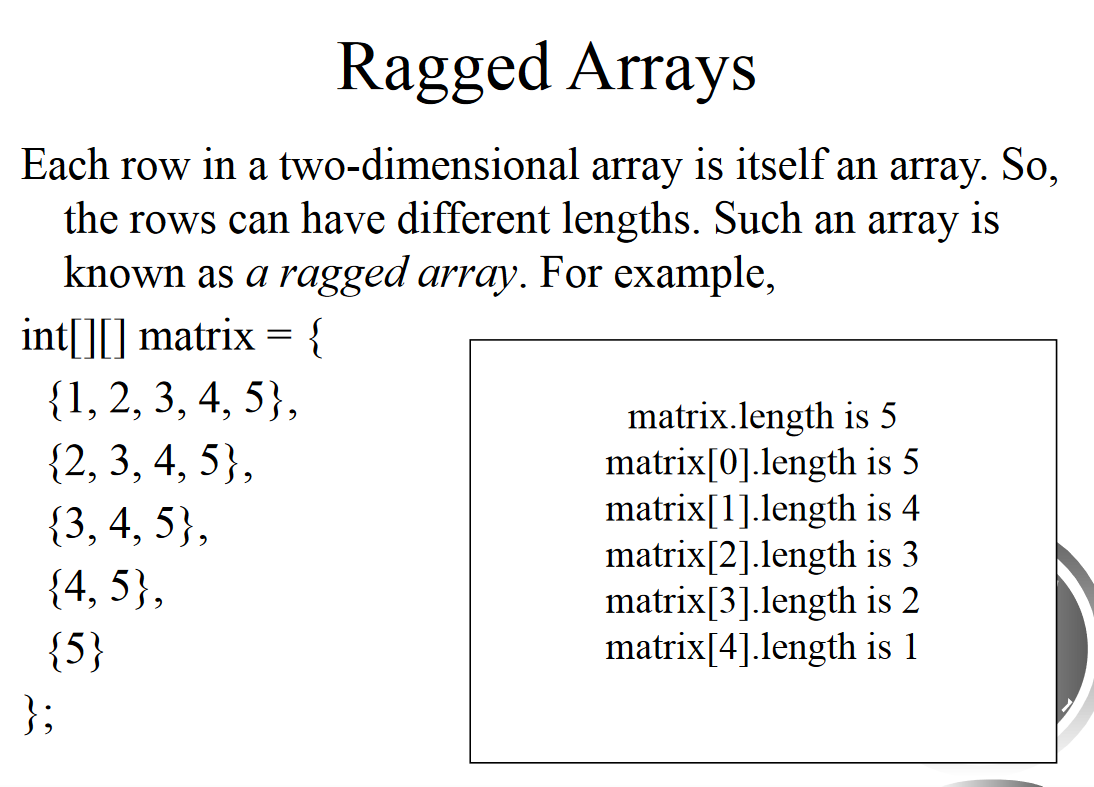 Ragged Arrays
Each row in a two-dimensional array is itself an array. So,
the rows can have different lengths. Such an array is
known as a ragged array. For example,
int[][] matrix = {
{1, 2, 3, 4, 5},
{2, 3, 4, 5},
{3, 4, 5},
{4, 5},
{5}
};
matrix.length is 5
matrix[0].length is 5
matrix[1].length is 4
matrix[2].length is 3
matrix[3].length is 2
matrix[4].length is 1